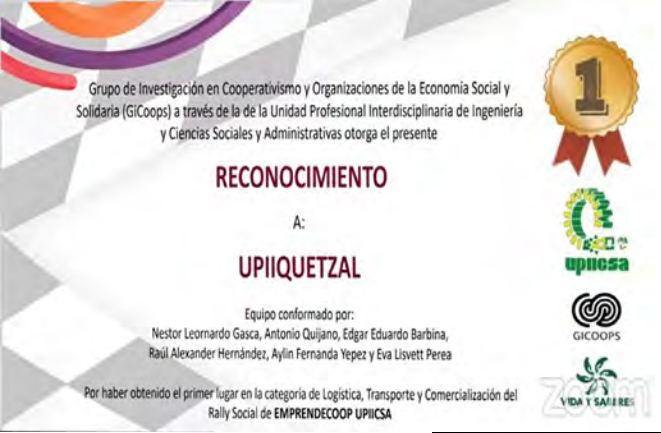 Grupo de Investigación en Cooperativismo y Organizaciones de la Economía Social y
Solidaria (GiCoops) a través de la de la Unidad Profesional Interdisciplinaria de Ingeniería
y Ciencias Sociales y Administrativas otorga el presente
RECONOCIMIENTO
A:
UPIIQUETZAL
Equipo conformado por:
Nestor Leornardo Gasca, Antonio Quijano, Edgar Eduardo Barbina,
Raúl Alexander Hernández, Aylin Fernanda Yepez y Eva Lisvett Perea
Por haber obtenido el primer lugar en la categoría de Logística, Transporte y Comercialización del
Rally Social de EMPRENDECOOP UPIICSA
1
upiicsa
GICOOPS
VIDA Y SABERES
zoom